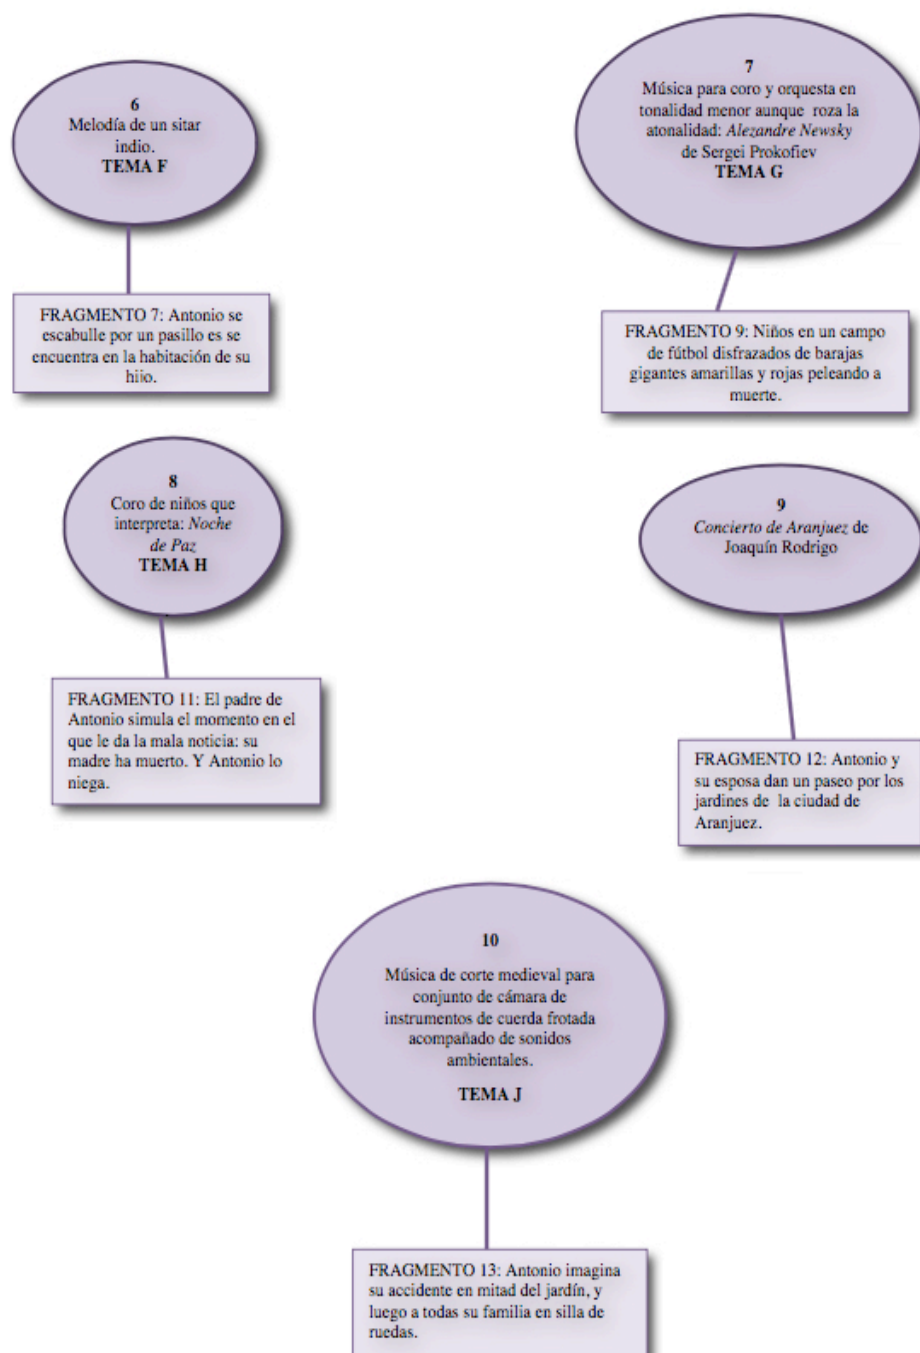 6
Melodía de un sitar
indio.
TEMA F
7
Música para coro y orquesta en
tonalidad menor aunque roza la
atonalidad: Alezandre Newsky
de Sergei Prokofiev
TEMA G
FRAGMENTO 7: Antonio se
escabulle por un pasillo es se
encuentra en la habitación de su
hijo.
FRAGMENTO 9: Niños en un campo
de fútbol disfrazados de barajas
gigantes amarillas y rojas peleando a
muerte.
8
Coro de niños que
interpreta: Noche
de Paz
TEMA H
9
Concierto de Aranjuez de
Joaquín Rodrigo
FRAGMENTO 11: El padre de
Antonio simula el momento en el
que le da la mala noticia: su
madre ha muerto. Y Antonio lo
niega.
FRAGMENTO 12: Antonio y
su esposa dan un paseo por los
jardines de la ciudad de
Aranjuez.
10
Música de corte medieval para
conjunto de cámara de
instrumentos de cuerda frotada
acompañado de sonidos
ambientales.
TEMA J
FRAGMENTO 13: Antonio imagina
su accidente en mitad del jardín, y
luego a todas su familia en silla de
ruedas.